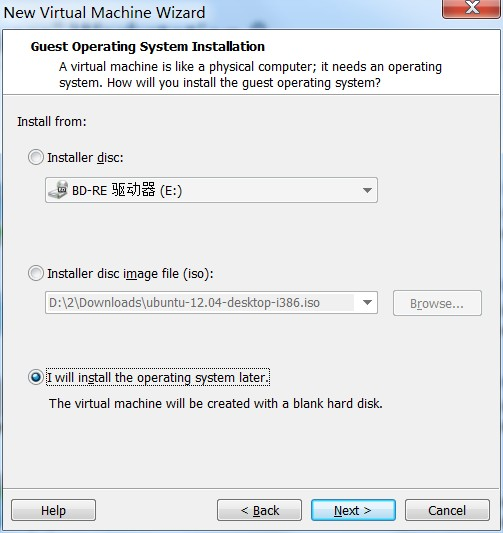 New Virtual Machine Wizard
Guest Operating System Installation
A virtual machine is like a physical computer; it needs an operating
system. How will you install the guest operating system?
Install from:
Installer disc:
BD-RE 驱动器 (E:)
Installer disc image file (iso):
D:\2\Downloads\ubuntu-12.04-desktop-i386.iso
Browse...
I will install the operating system later.
The virtual machine will be created with a blank hard disk.
Help
< Back
Next >
Cancel